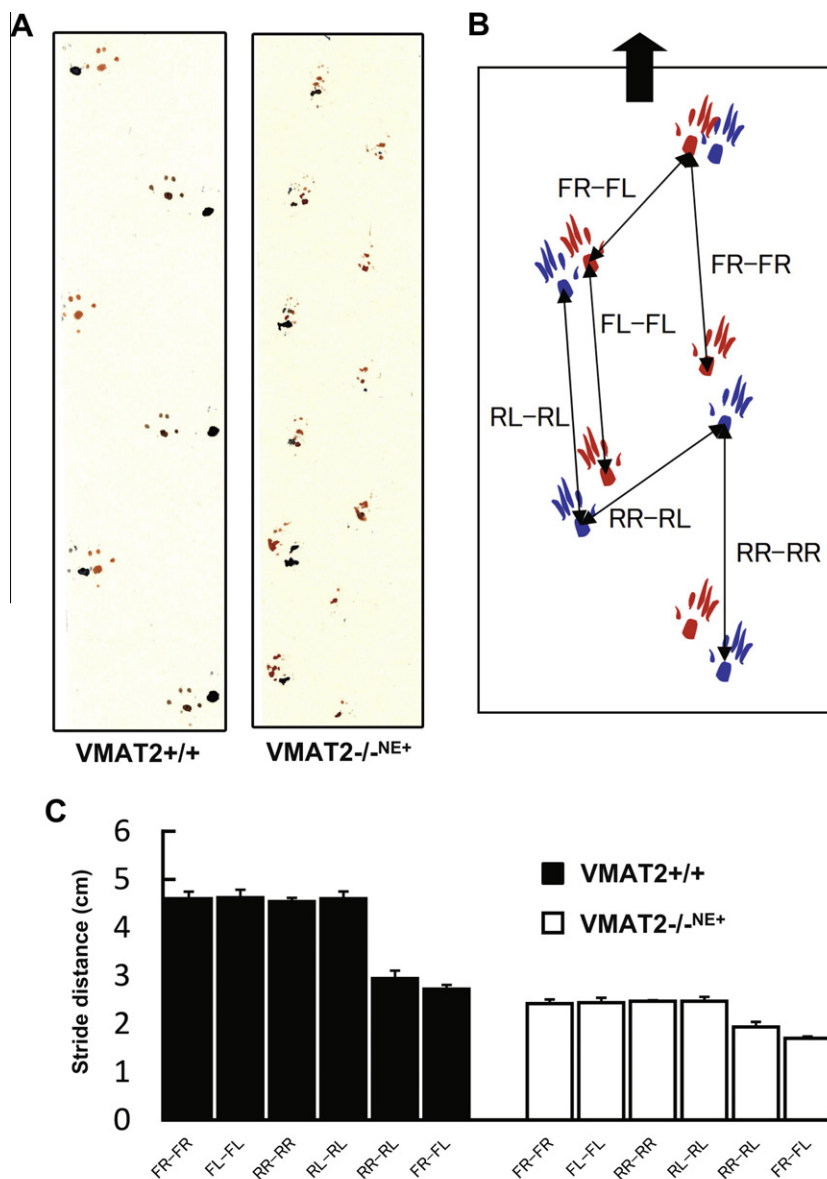 A
VMAT2+/+
VMAT2-/-NE+
B
FR–FL
FR–FR
FL–FL
RL–RL
RR–RL
RR–RR
C
Stride distance (cm)
6
5
4
3
2
1
0
VMAT2+/+
VMAT2-/-NE+
FR–FR
FL–FL
RR–RR
RL–RL
RR–RL
FR–FL
FR–FR
FL–FL
RR–RR
RL–RL
RR–RL
FR–FL